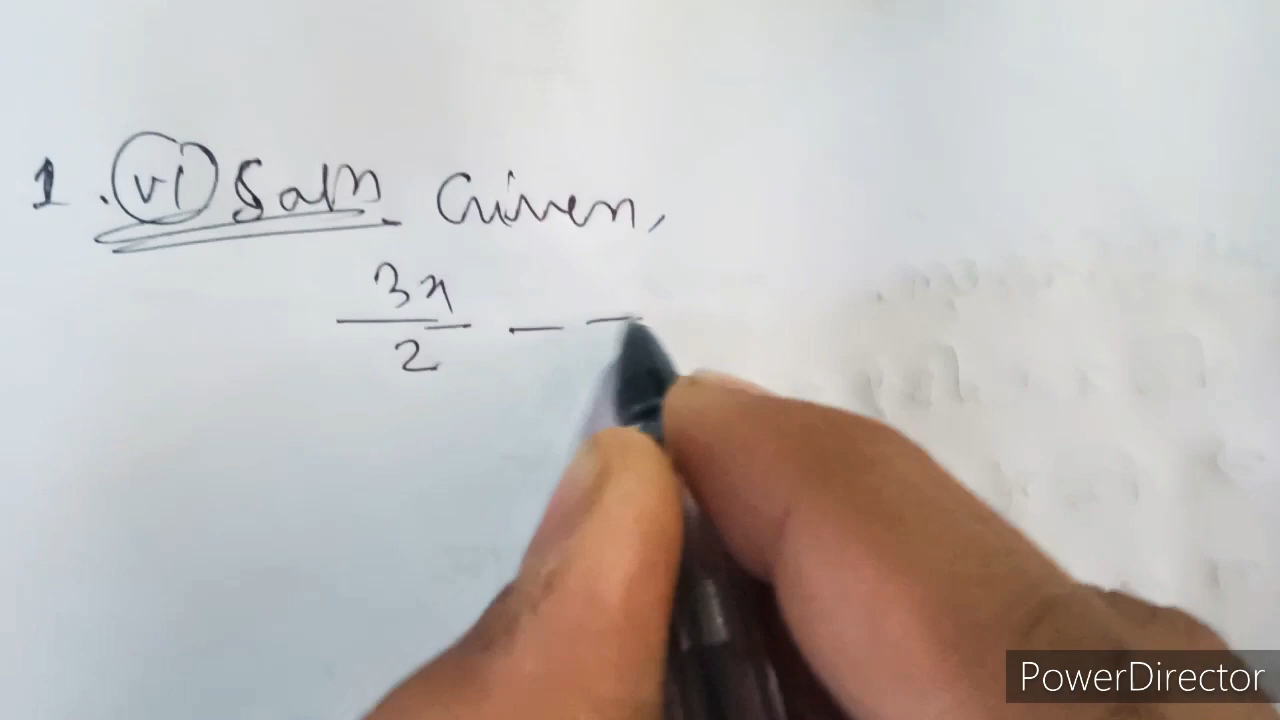 1. (vi) Soln. Given,
3x/2 -
PowerDirector